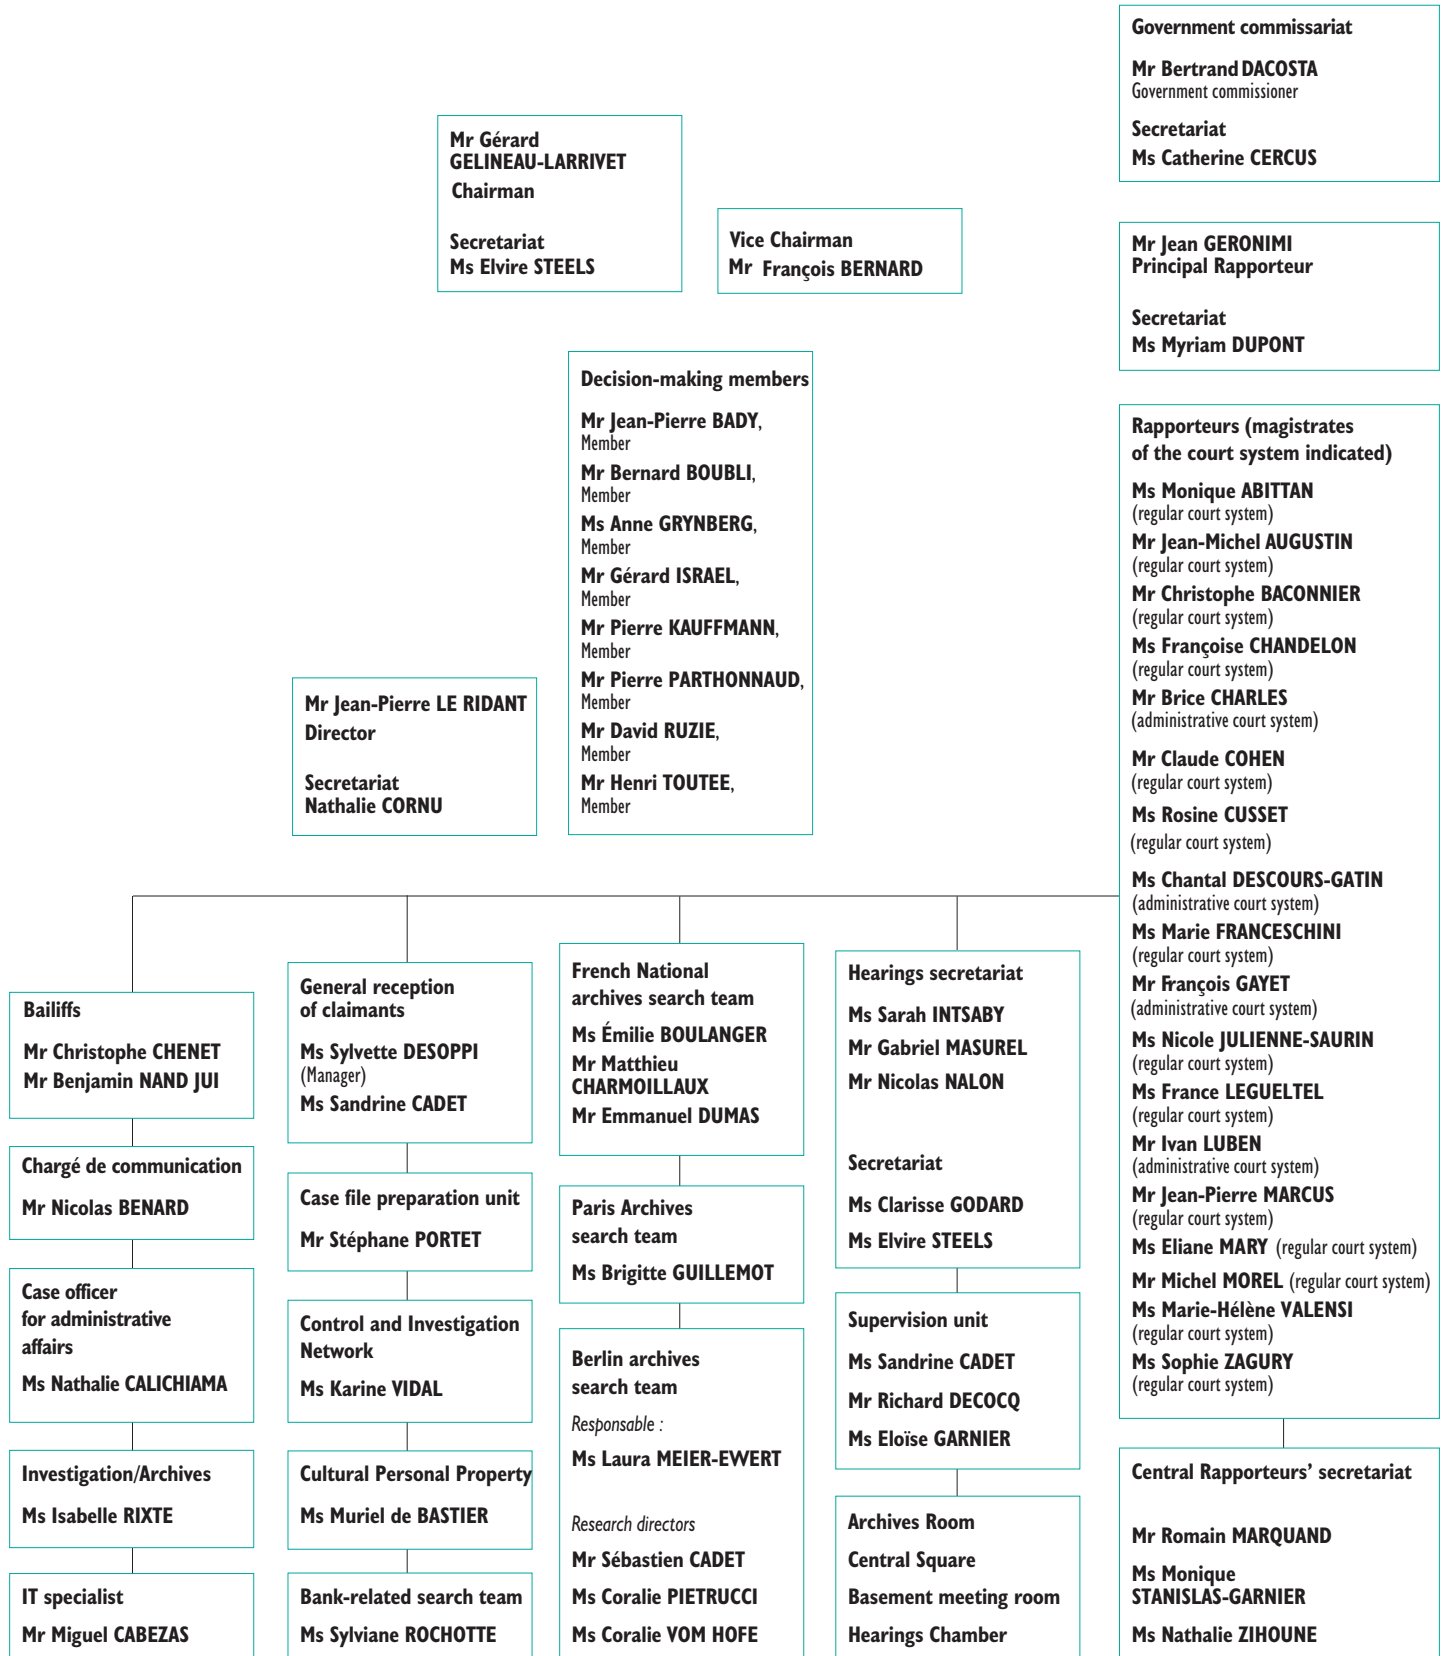 Government commissariat
Mr Bertrand DACOSTA
Government commissioner
Secretariat
Ms Catherine CERCUS
Mr Gérard
GELINEAU-LARRIVET
Chairman
Secretariat
Ms Elvire STEELS
Vice Chairman
Mr François BERNARD
Mr Jean GERONIMI
Principal Rapporteur
Secretariat
Ms Myriam DUPONT
Decision-making members
Mr Jean-Pierre BADY,
Member
Mr Bernard BOUBLI,
Member
Ms Anne GRYNBERG,
Member
Mr Gérard ISRAEL,
Member
Mr Pierre KAUFFMANN,
Member
Mr Pierre PARTHONNAUD,
Member
Mr David RUZIE,
Member
Mr Henri TOUTEE,
Member
Mr Jean-Pierre LE RIDANT
Director
Secretariat
Nathalie CORNU
Rapporteurs (magistrates
of the court system indicated)
Ms Monique ABITTAN
(regular court system)
Mr Jean-Michel AUGUSTIN
(regular court system)
Mr Christophe BACONNIER
(regular court system)
Ms Françoise CHANDELON
(regular court system)
Mr Brice CHARLES
(administrative court system)
Mr Claude COHEN
(regular court system)
Ms Rosine CUSSET
(regular court system)
Ms Chantal DESCOURS-GATIN
(administrative court system)
Ms Marie FRANCESCHINI
(regular court system)
Mr François GAYET
(administrative court system)
Ms Nicole JULIENNE-SAURIN
(regular court system)
Ms France LEGUELTEL
(regular court system)
Mr Ivan LUBEN
(administrative court system)
Mr Jean-Pierre MARCUS
(regular court system)
Ms Eliane MARY (regular court system)
Mr Michel MOREL (regular court system)
Ms Marie-Hélène VALENSI
(regular court system)
Ms Sophie ZAGURY
(regular court system)
Bailiffs
Mr Christophe CHENET
Mr Benjamin NAND JUI
Chargé de communication
Mr Nicolas BENARD
Case officer
for administrative
affairs
Ms Nathalie CALICHIAMA
Investigation/Archives
Ms Isabelle RIXTE
IT specialist
Mr Miguel CABEZAS
General reception
of claimants
Ms Sylvette DESOPPI
(Manager)
Ms Sandrine CADET
Case file preparation unit
Mr Stéphane PORTET
Control and Investigation
Network
Ms Karine VIDAL
Cultural Personal Property
Ms Muriel de BASTIER
Bank-related search team
Ms Sylviane ROCHOTTE
French National
archives search team
Ms Émilie BOULANGER
Mr Matthieu
CHARMOILLAUX
Mr Emmanuel DUMAS
Paris Archives
search team
Ms Brigitte GUILLEMOT
Berlin archives
search team
Responsable :
Ms Laura MEIER-EWERT
Research directors
Mr Sébastien CADET
Ms Coralie PIETRUCCI
Ms Coralie VOM HOFE
Hearings secretariat
Ms Sarah INTSABY
Mr Gabriel MASUREL
Mr Nicolas NALON
Secretariat
Ms Clarisse GODARD
Ms Elvire STEELS
Supervision unit
Ms Sandrine CADET
Mr Richard DECOCQ
Ms Eloïse GARNIER
Archives Room
Central Square
Basement meeting room
Hearings Chamber
Central Rapporteurs’ secretariat
Mr Romain MARQUAND
Ms Monique
STANISLAS-GARNIER
Ms Nathalie ZIHOUNE